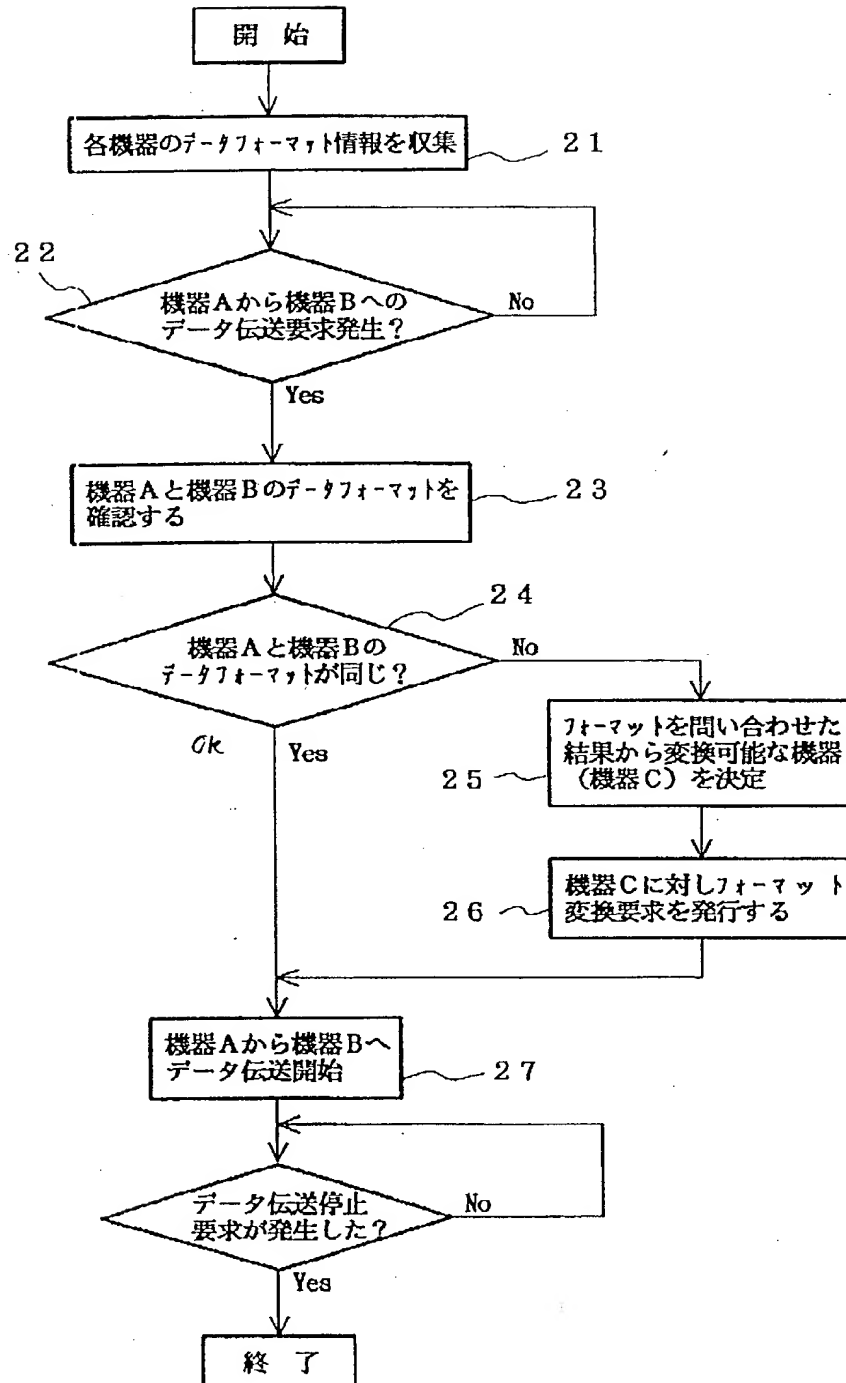 開 始
各機器のデータフォーマット情報を収集
21
22
機器Aから機器Bへの
データ伝送要求発生?
No
Yes
機器Aと機器Bのデータフォーマットを
確認する
23
24
機器Aと機器Bの
データフォーマットが同じ?
No
Ok
Yes
フォーマットを問い合わせた
結果から変換可能な機器
(機器C)を決定
25
機器Cに対しフォーマット
変換要求を発行する
26
機器Aから機器Bへ
データ伝送開始
27
データ伝送停止
要求が発生した?
No
Yes
終 了